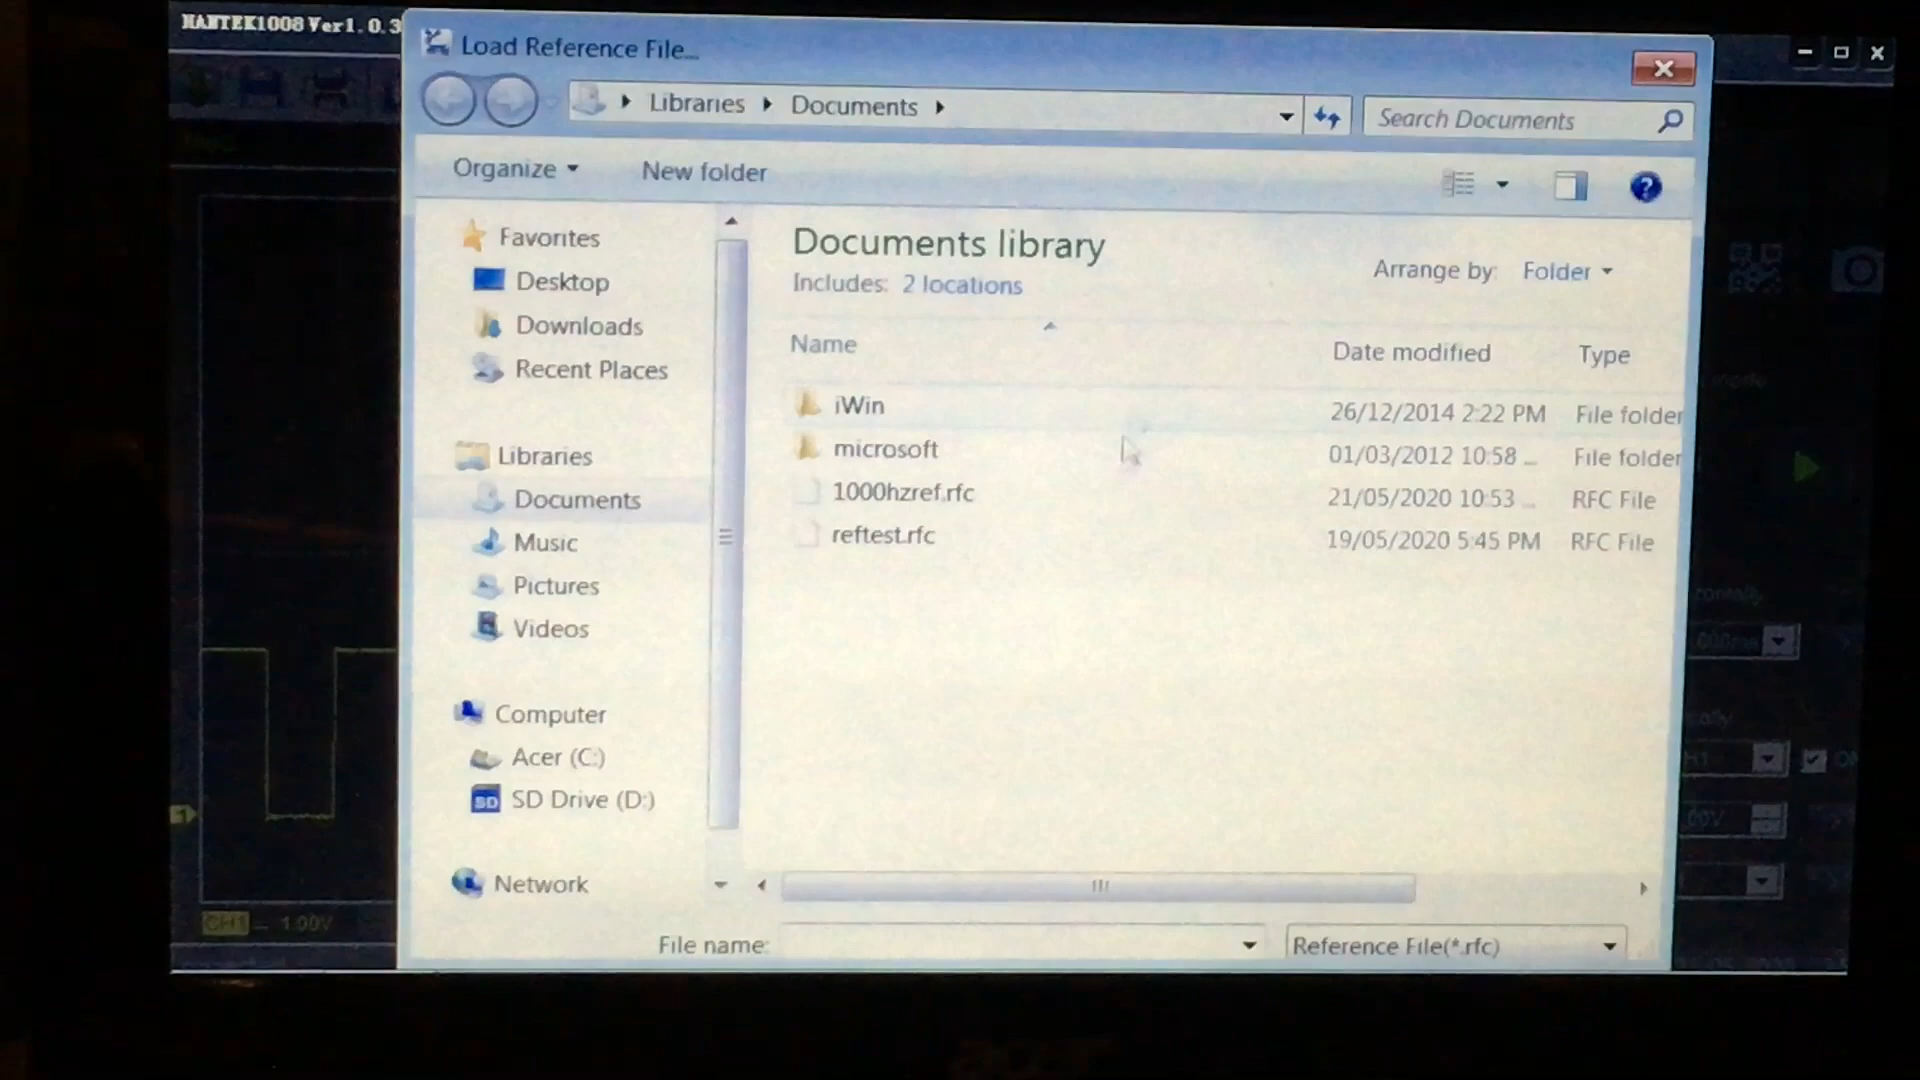 HANTEK1008 Ver1.0.3
Load Reference File...
Libraries Documents
Search Documents
Organize New folder
Favorites
Desktop
Downloads
Recent Places
Libraries
Documents
Music
Pictures
Videos
Computer
Acer (C:)
SD Drive (D:)
Network
Documents library
Includes: 2 locations
Arrange by: Folder
Name Date modified Type
iWin 26/12/2014 2:22 PM File folder
microsoft 01/03/2012 10:58 ... File folder
1000hzref.rfc 21/05/2020 10:53 ... RFC File
reftest.rfc 19/05/2020 5:45 PM RFC File
File name: Reference File(*.rfc)
1
CH1 1.00V